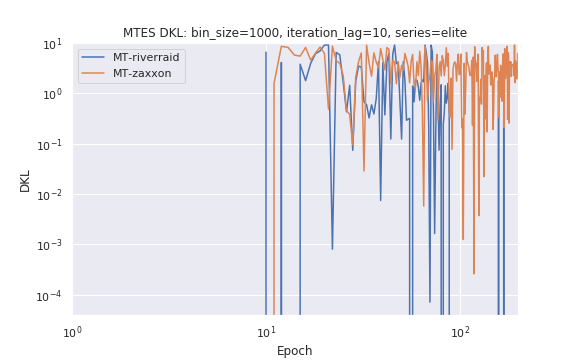 MTES DKL: bin_size=1000, iteration_lag=10, series=elite
MT-riverraid
MT-zaxxon
DKL
10¹
10⁰
10⁻¹
10⁻²
10⁻³
10⁻⁴
10⁰
10¹
10²
Epoch